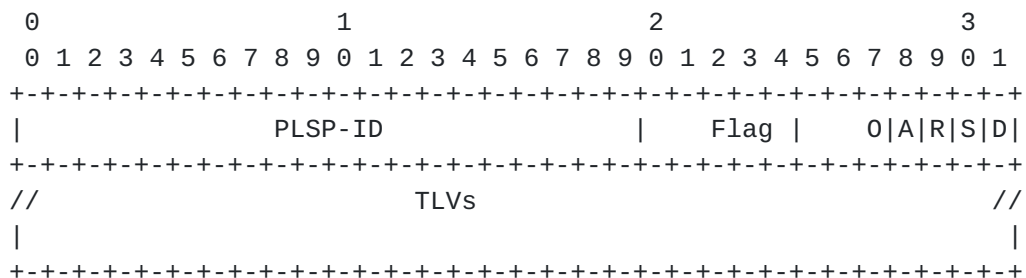 0                   1                   2                   3
 0 1 2 3 4 5 6 7 8 9 0 1 2 3 4 5 6 7 8 9 0 1 2 3 4 5 6 7 8 9 0 1
+-+-+-+-+-+-+-+-+-+-+-+-+-+-+-+-+-+-+-+-+-+-+-+-+-+-+-+-+-+-+-+-+
|                PLSP-ID                |    Flag |    O|A|R|S|D|
+-+-+-+-+-+-+-+-+-+-+-+-+-+-+-+-+-+-+-+-+-+-+-+-+-+-+-+-+-+-+-+-+
//                        TLVs                                  //
|                                                               |
+-+-+-+-+-+-+-+-+-+-+-+-+-+-+-+-+-+-+-+-+-+-+-+-+-+-+-+-+-+-+-+-+